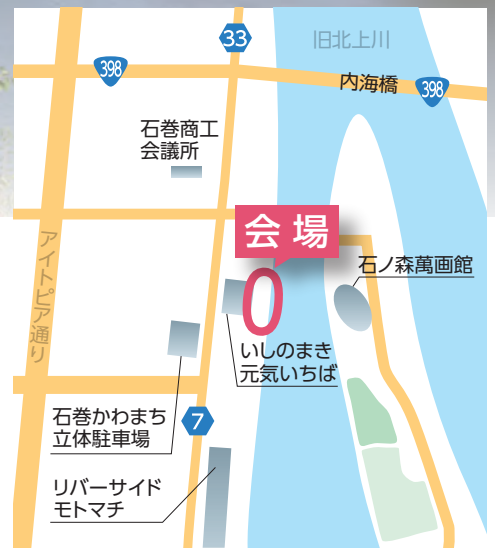 33
旧北上川
398
内海橋
398
石巻商工
会議所
会場
アイトピア通り
石ノ森萬画館
いしのまき
元気いちば
石巻かわまち
立体駐車場
7
リバーサイド
モトマチ